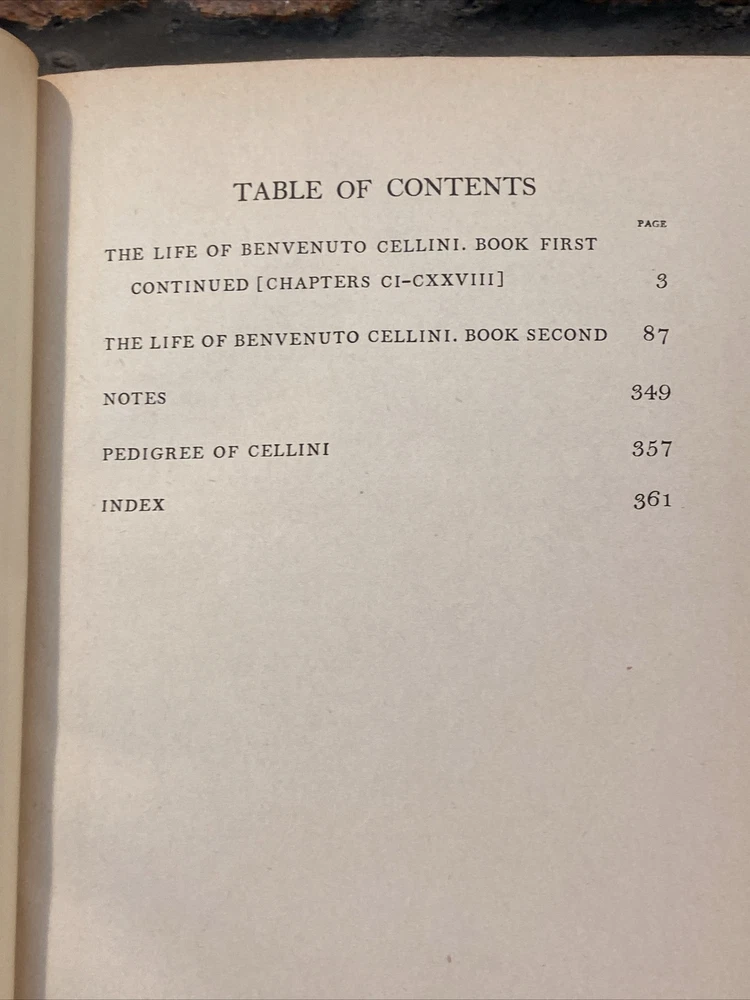 TABLE OF CONTENTS
PAGE
THE LIFE OF BENVENUTO CELLINI. BOOK FIRST
CONTINUED [CHAPTERS CI–CXXVIII] 3
THE LIFE OF BENVENUTO CELLINI. BOOK SECOND 87
NOTES 349
PEDIGREE OF CELLINI 357
INDEX 361